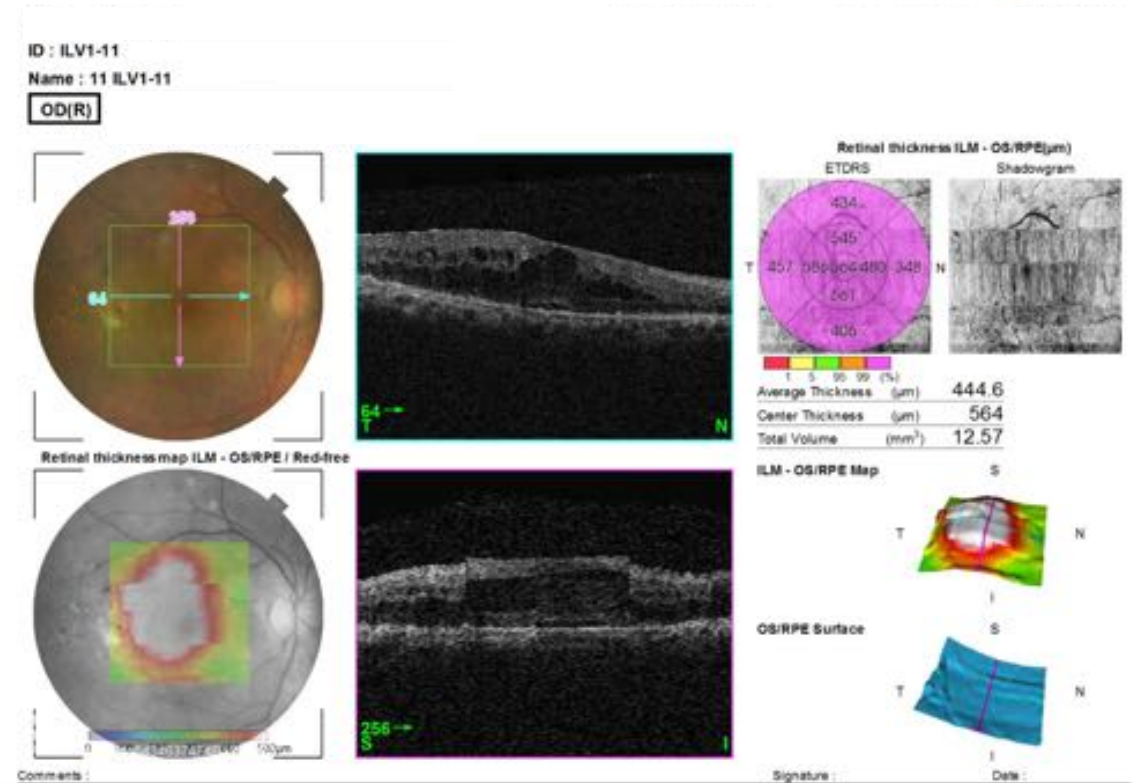 ID : ILV1-11
Name : 11 ILV1-11
OD(R)
Retinal thickness ILM - OS/RPE(μm)
ETDRS
Shadowgram
434
545
T 457 564 480 348 N
561
406
1 5 95 99 (%)
Average Thickness (μm) 444.6
Center Thickness (μm) 564
Total Volume (mm³) 12.57
64
64
T N
Retinal thickness map ILM - OS/RPE / Red-free
ILM - OS/RPE Map
S
T N
I
OS/RPE Surface
S
T N
I
256
S I
0 500μm
Comments :
Signature :
Date :